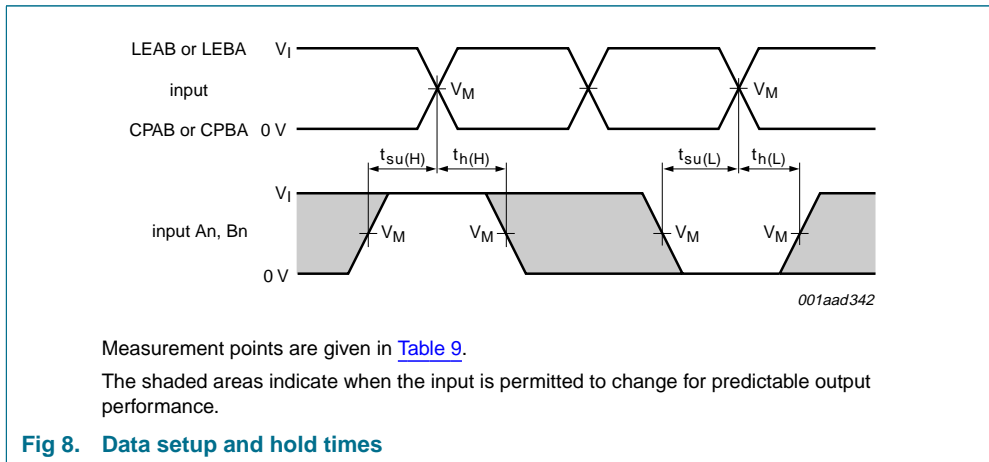 LEAB or LEBA V_I
input
V_M V_M
CPAB or CPBA 0 V
t_su(H) t_h(H) t_su(L) t_h(L)
V_I
input An, Bn
V_M V_M V_M V_M
0 V
001aad342
Measurement points are given in Table 9.
The shaded areas indicate when the input is permitted to change for predictable output
performance.
Fig 8. Data setup and hold times